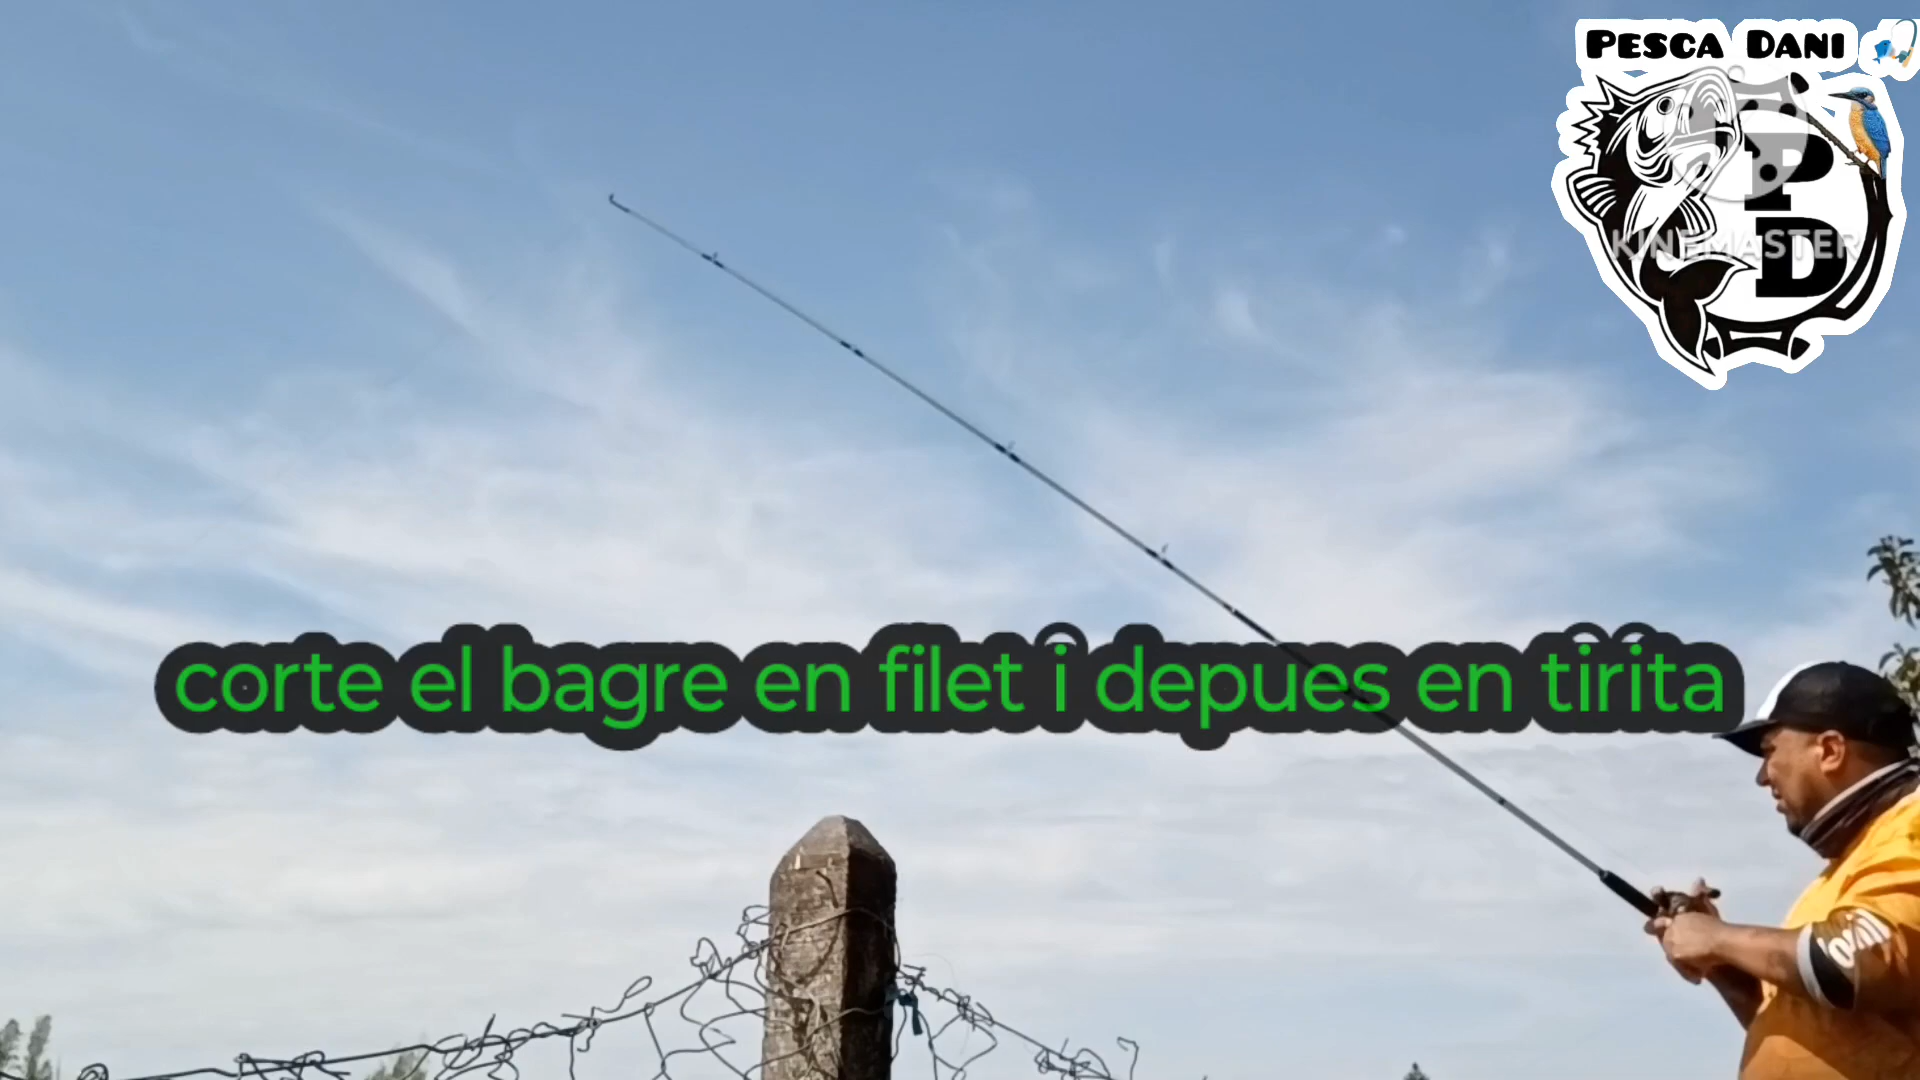 PESCA DANI
P
D
KINEMASTER
corte el bagre en filet i depues en tirita